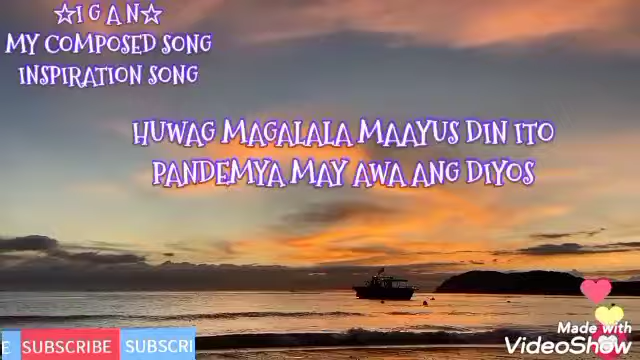 ☆I G A N☆
MY COMPOSED SONG
INSPIRATION SONG
HUWAG MAGALALA MAAYUS DIN ITO
PANDEMYA MAY AWA ANG DIYOS
E SUBSCRIBE SUBSCRI
Made with
VideoShow